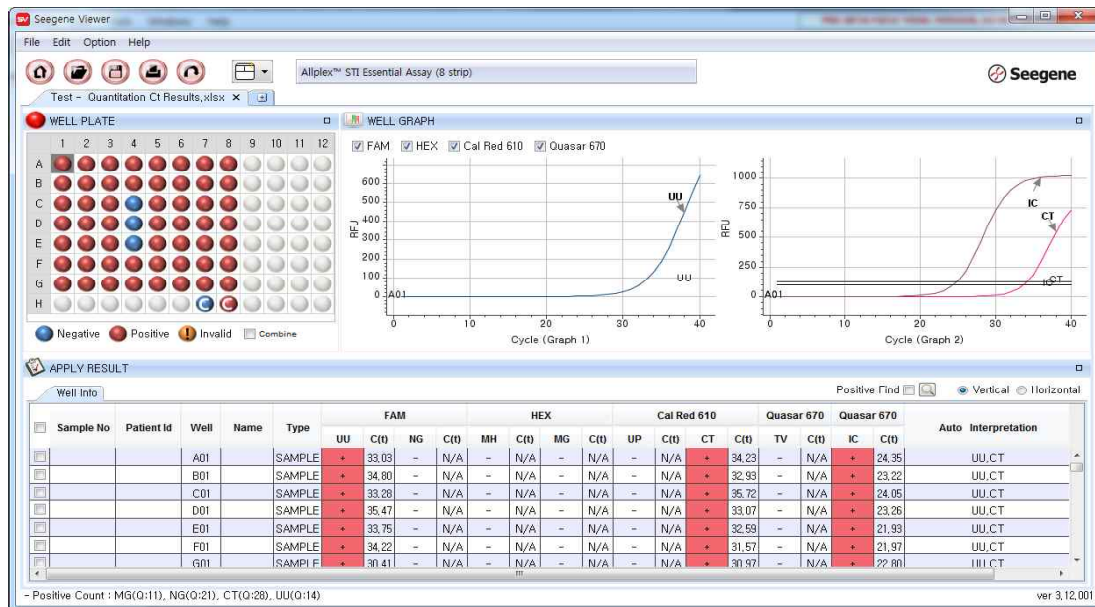 Seegene Viewer
File Edit Option Help
Allplex™ STI Essential Assay (8 strip)
Seegene
Test - Quantitation Ct Results,xlsx
WELL PLATE
1 2 3 4 5 6 7 8 9 10 11 12
A
B
C
D
E
F
G
H
C C
Negative Positive Invalid Combine
WELL GRAPH
FAM HEX Cal Red 610 Quasar 670
RFU
600
500
400
300
200
100
0
A01
UU
UU
0 10 20 30 40
Cycle (Graph 1)
RFU
1000
750
500
250
0
A01
IC
CT
IC
CT
0 10 20 30 40
Cycle (Graph 2)
APPLY RESULT
Well Info
Positive Find Vertical Horizontal
FAM HEX Cal Red 610 Quasar 670 Quasar 670
Sample No Patient Id Well Name Type UU C(t) NG C(t) MH C(t) MG C(t) UP C(t) CT C(t) TV C(t) IC C(t) Auto Interpretation
A01 SAMPLE + 33,03 - N/A - N/A - N/A - N/A + 34,23 - N/A + 24,35 UU,CT
B01 SAMPLE + 34,80 - N/A - N/A - N/A - N/A + 32,93 - N/A + 23,22 UU,CT
C01 SAMPLE + 33,28 - N/A - N/A - N/A - N/A + 35,72 - N/A + 24,05 UU,CT
D01 SAMPLE + 35,47 - N/A - N/A - N/A - N/A + 33,07 - N/A + 23,26 UU,CT
E01 SAMPLE + 33,75 - N/A - N/A - N/A - N/A + 32,59 - N/A + 21,93 UU,CT
F01 SAMPLE + 34,22 - N/A - N/A - N/A - N/A + 31,57 - N/A + 21,97 UU,CT
G01 SAMPLE + 30,41 - N/A - N/A - N/A - N/A + 30,97 - N/A + 22,80 UU,CT
- Positive Count : MG(Q:11), NG(Q:21), CT(Q:28), UU(Q:14)
ver 3,12,001